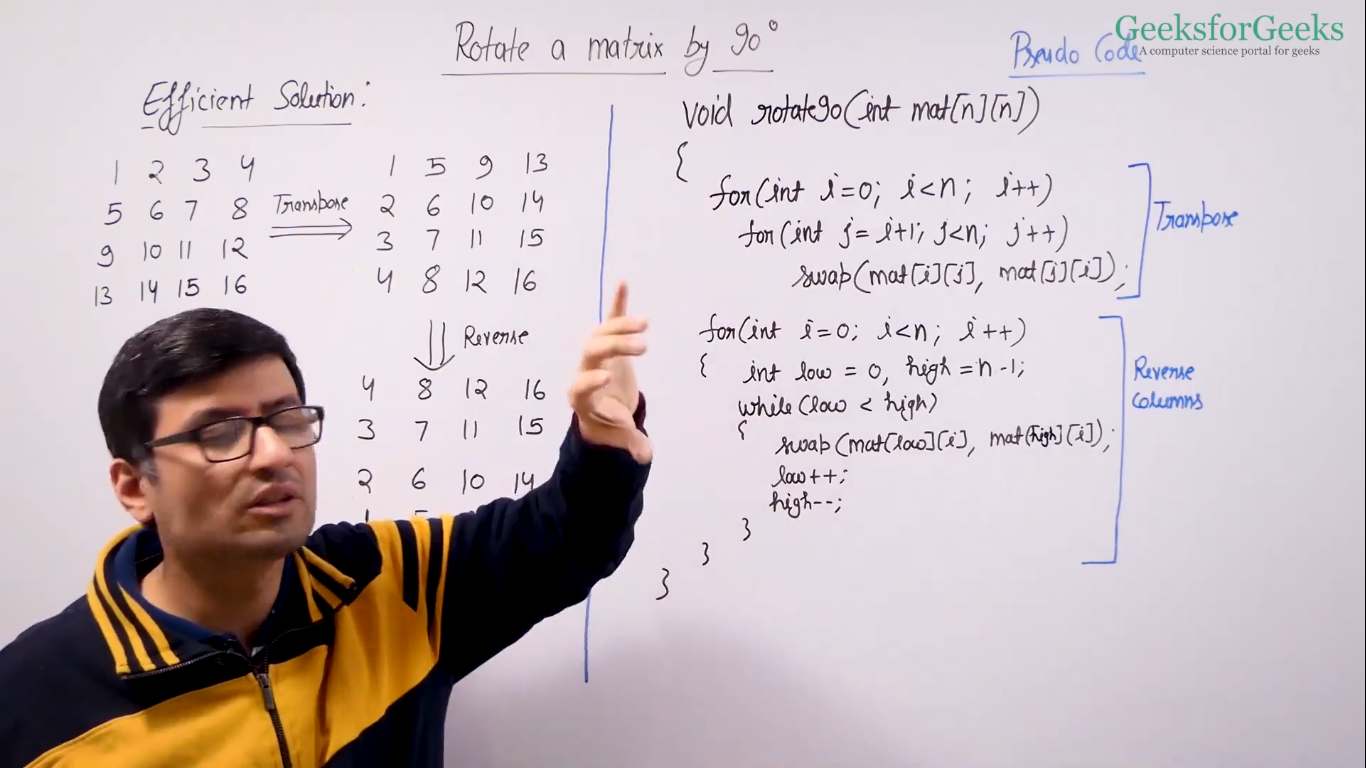 GeeksforGeeks
A computer science portal for geeks
Rotate a matrix by 90°
Pseudo Code
Efficient Solution:
1 2 3 4
5 6 7 8
9 10 11 12
13 14 15 16
Transpose
1 5 9 13
2 6 10 14
3 7 11 15
4 8 12 16
Reverse
4 8 12 16
3 7 11 15
2 6 10 14
void rotate90(int mat[n][n])
{
for(int i=0; i<n; i++)
for(int j=i+1; j<n; j++)
swap(mat[i][j], mat[j][i]);
Transpose
for(int i=0; i<n; i++)
{ int low = 0, high = n-1;
while(low < high)
{
swap(mat[low][i], mat[high][i]);
low++;
high--;
}
}
}
Reverse
Columns